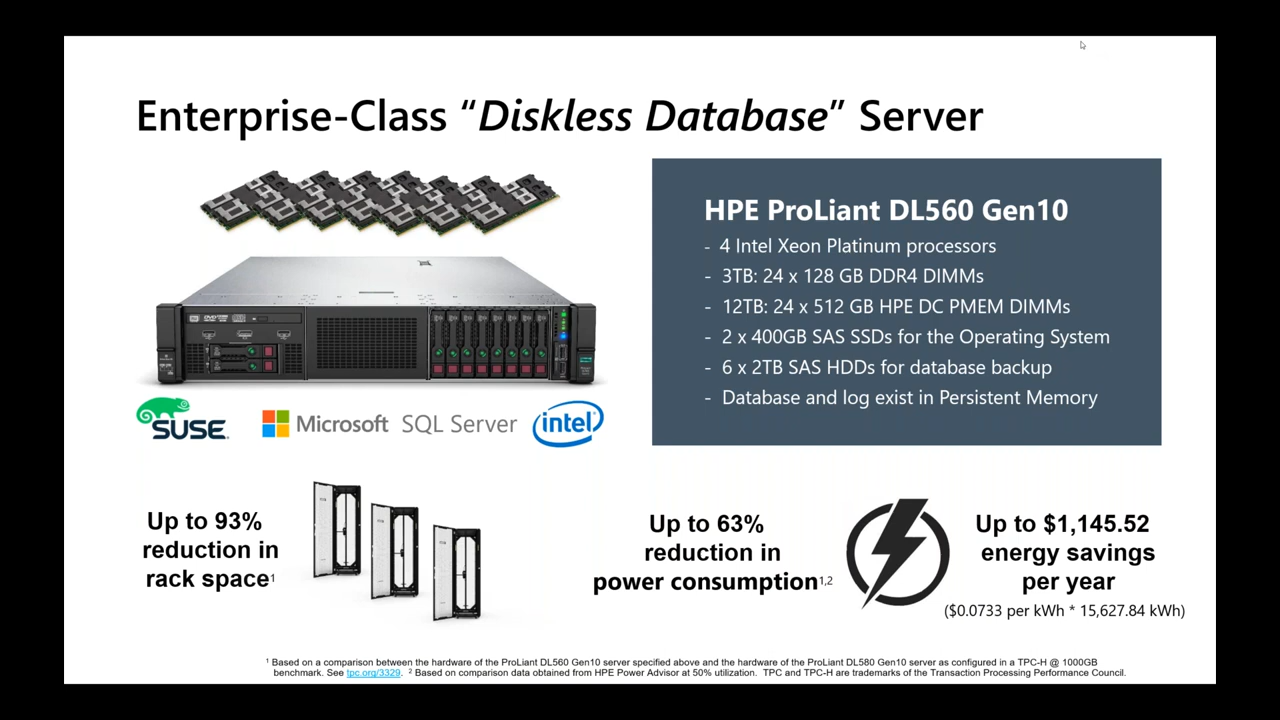 Enterprise-Class “Diskless Database” Server
HPE ProLiant DL560 Gen10
- 4 Intel Xeon Platinum processors
- 3TB: 24 x 128 GB DDR4 DIMMs
- 12TB: 24 x 512 GB HPE DC PMEM DIMMs
- 2 x 400GB SAS SSDs for the Operating System
- 6 x 2TB SAS HDDs for database backup
- Database and log exist in Persistent Memory
SUSE
Microsoft SQL Server
intel
Up to 93%
reduction in
rack space1
Up to 63%
reduction in
power consumption1,2
Up to $1,145.52
energy savings
per year
($0.0733 per kWh * 15,627.84 kWh)
1 Based on a comparison between the hardware of the ProLiant DL560 Gen10 server specified above and the hardware of the ProLiant DL580 Gen10 server as configured in a TPC-H @ 1000GB
benchmark. See tpc.org/3329. 2 Based on comparison data obtained from HPE Power Advisor at 50% utilization. TPC and TPC-H are trademarks of the Transaction Processing Performance Council.